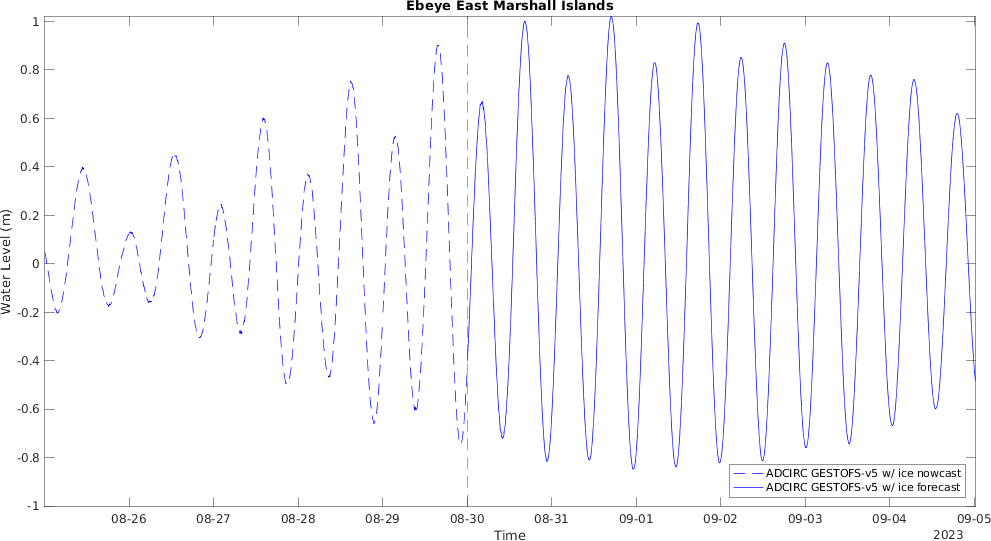 Ebeye East Marshall Islands
1
0.8
0.6
0.4
0.2
0
-0.2
-0.4
-0.6
-0.8
-1
Water Level (m)
ADCIRC GESTOFS-v5 w/ ice nowcast
ADCIRC GESTOFS-v5 w/ ice forecast
08-26 08-27 08-28 08-29 08-30 08-31 09-01 09-02 09-03 09-04 09-05
Time
2023